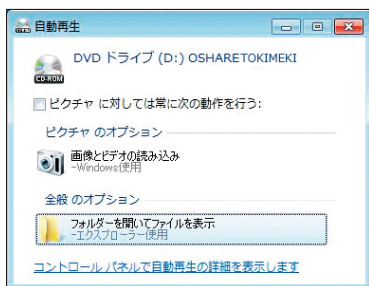 自動再生
DVD ドライブ (D:) OSHARETOKIMEKI
CD-ROM
ピクチャ に対しては常に次の動作を行う:
ピクチャ のオプション
画像とビデオの読み込み
-Windows使用
全般 のオプション
フォルダーを開いてファイルを表示
-エクスプローラー使用
コントロール パネルで自動再生の詳細を表示します